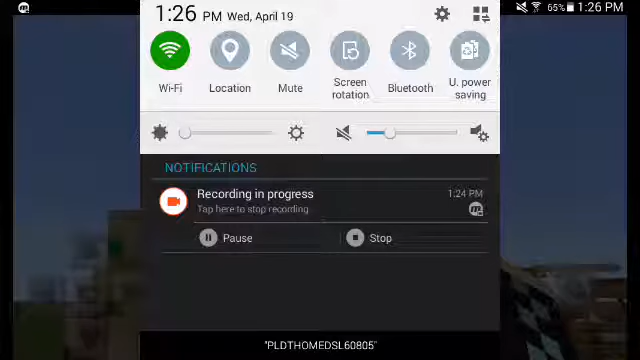 1:26 PM Wed, April 19
65% 1:26 PM
Wi-Fi
Location
Mute
Screen rotation
Bluetooth
U. power saving
NOTIFICATIONS
Recording in progress
1:24 PM
Tap here to stop recording
Pause
Stop
"PLDTHOMEDSL60805"